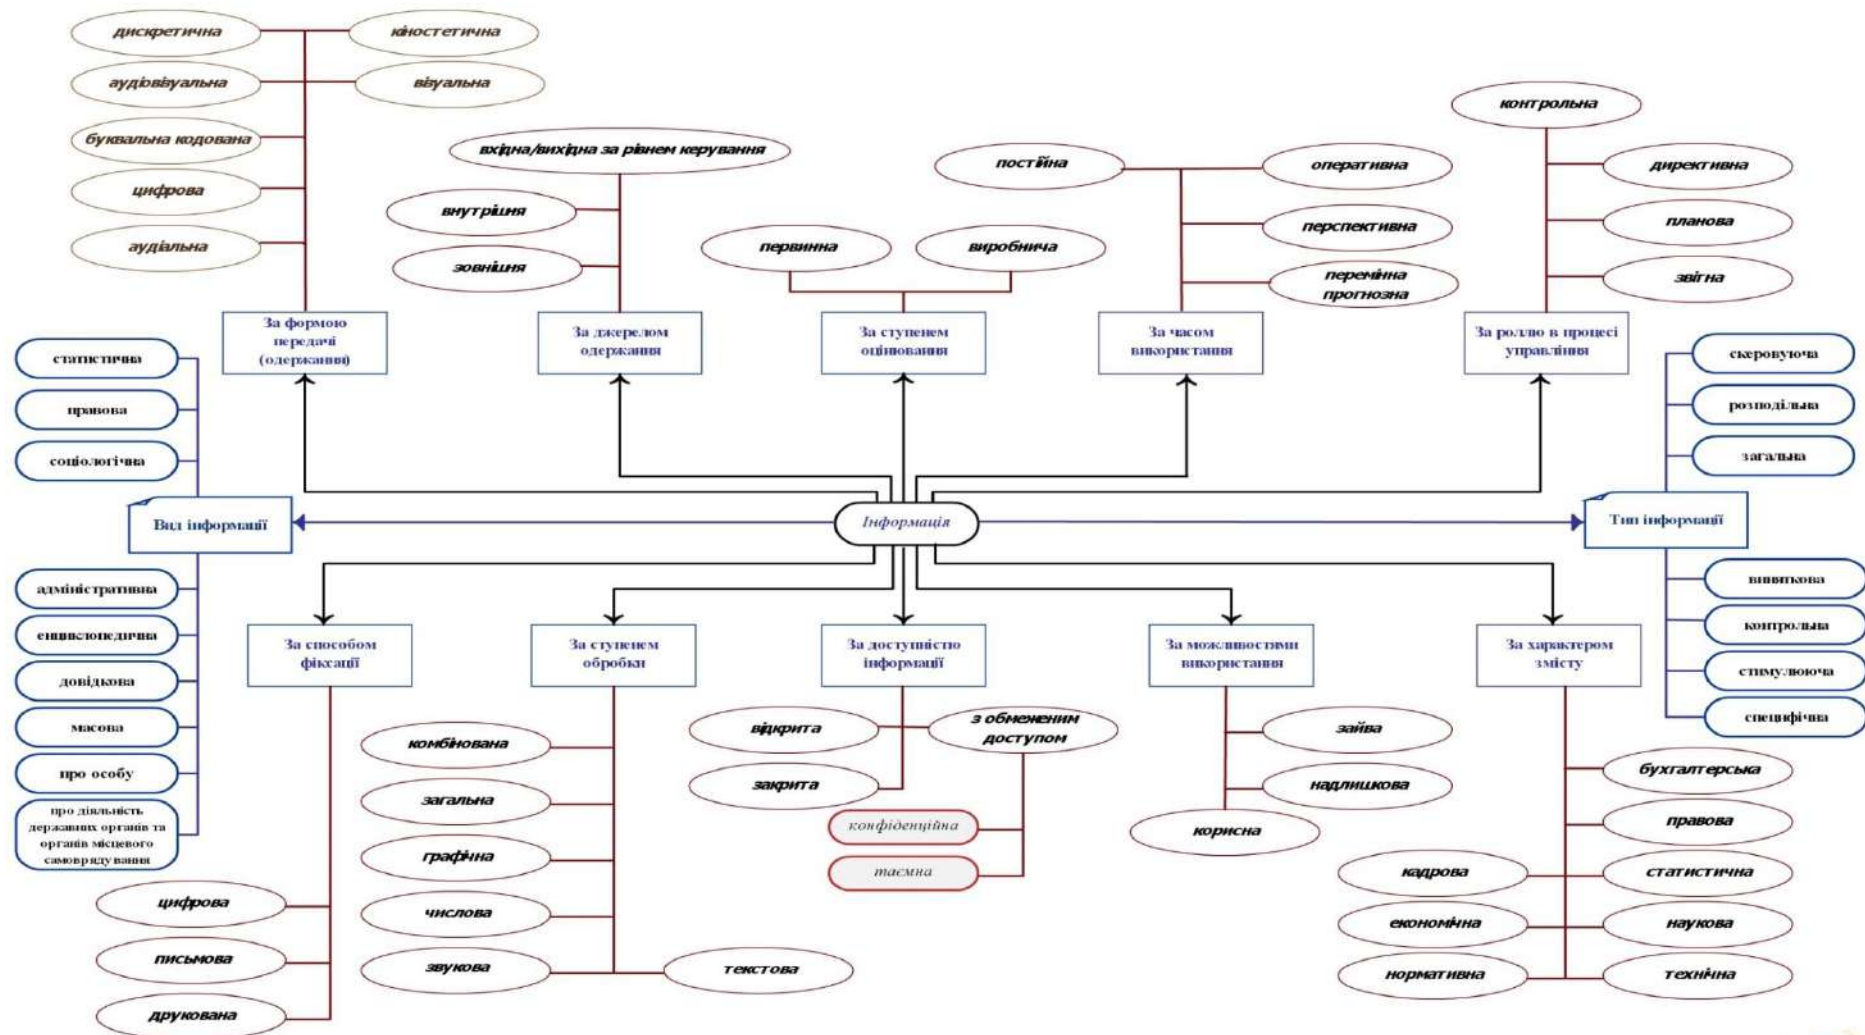 дискретична
кіностетична
аудіовізуальна
візуальна
буквальна кодована
цифрова
аудіальна
вхідна/вихідна за рівнем керування
внутрішня
зовнішня
первинна
виробнича
постійна
оперативна
перспективна
перемінна
прогнозна
контрольна
директивна
планова
звітна
За формою
передачі
(одержання)
За джерелом
одержання
За ступенем
оцінювання
За часом
використання
За роллю в процесі
управління
статистична
правова
соціологічна
Вид інформації
Інформація
Тип інформації
скеровуюча
розподільна
загальна
адміністративна
енциклопедична
довідкова
масова
про особу
про діяльність
державних органів та
органів місцевого
самоврядування
виняткова
контрольна
стимулююча
специфічна
За способом
фіксації
За ступенем
обробки
За доступністю
інформації
За можливостями
використання
За характером
змісту
цифрова
письмова
друкована
комбінована
загальна
графічна
числова
звукова
текстова
відкрита
з обмеженим
доступом
закрита
конфіденційна
таємна
зайва
надлишкова
корисна
бухгалтерська
правова
кадрова
статистична
економічна
наукова
нормативна
технічна